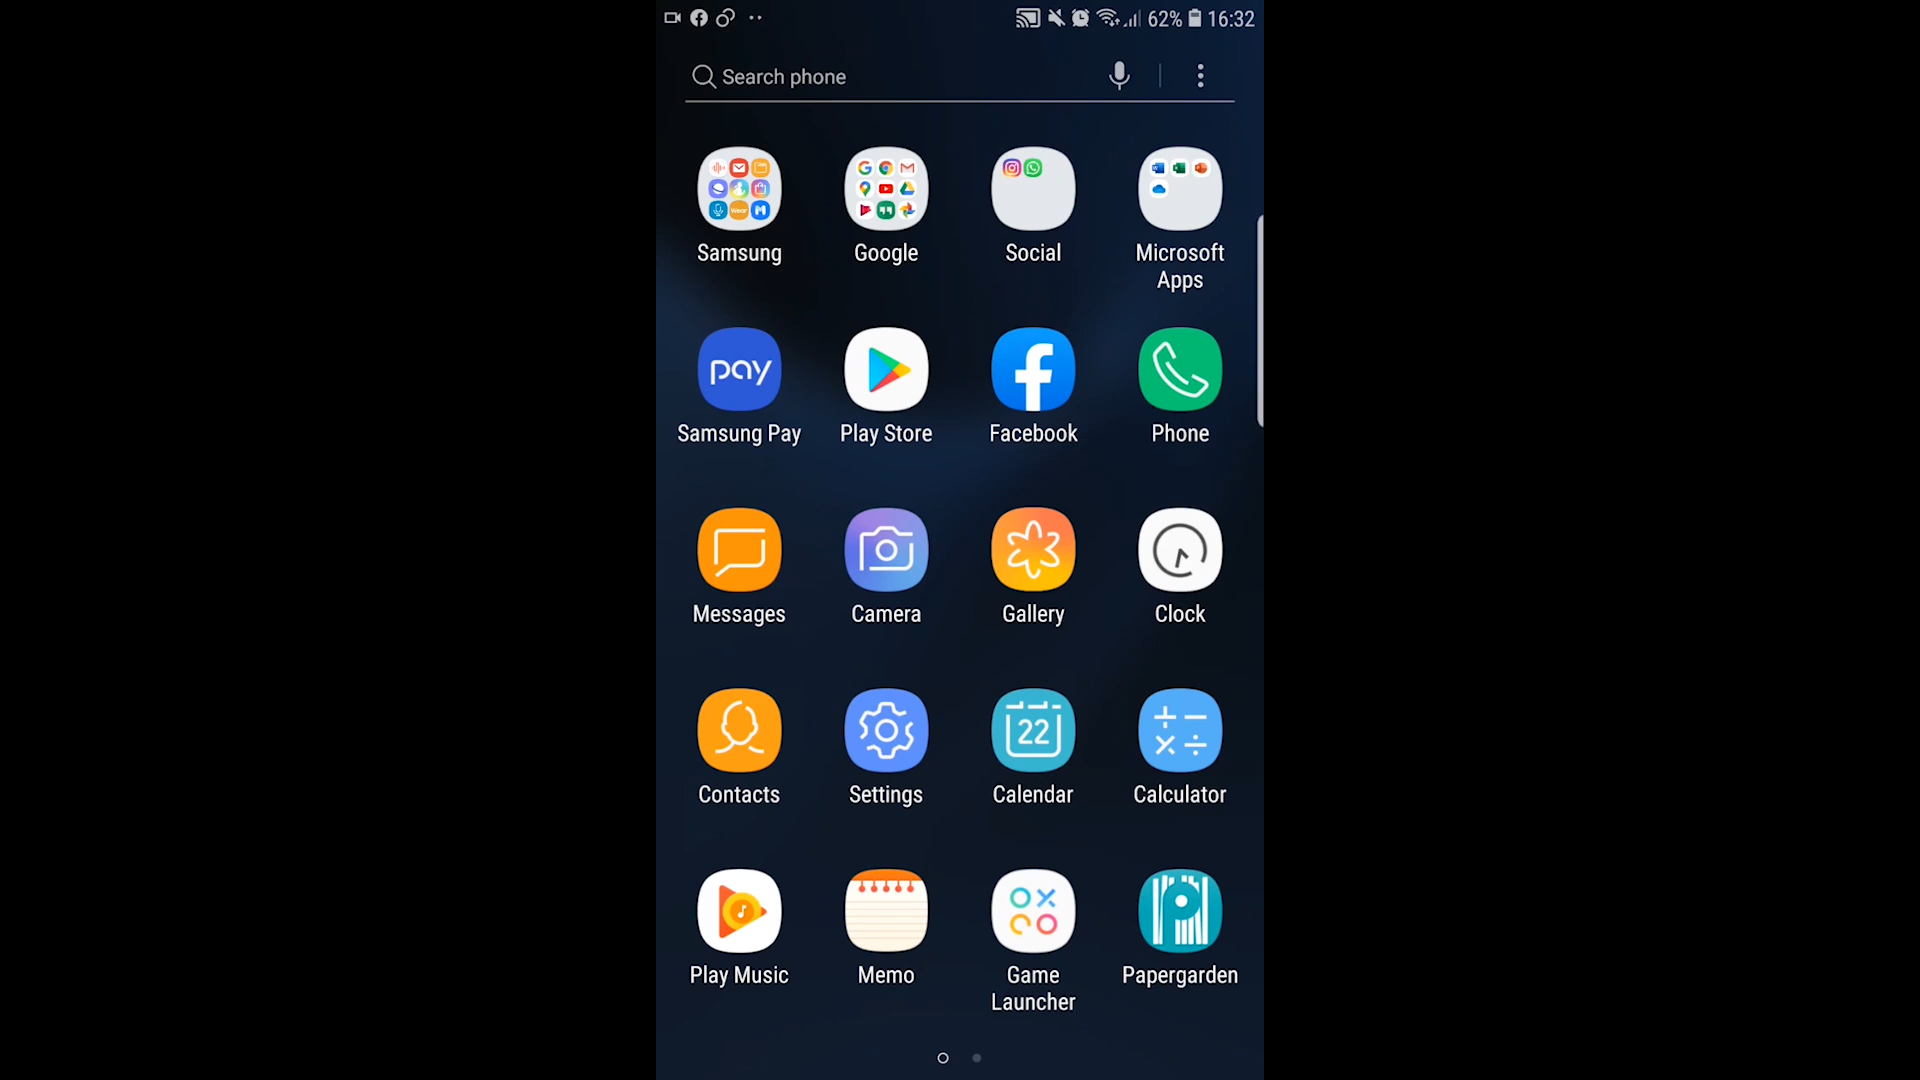 62% 16:32
Search phone
Samsung Google Social Microsoft
Apps
pay
Samsung Pay Play Store Facebook Phone
Messages Camera Gallery Clock
22
Contacts Settings Calendar Calculator
Play Music Memo Game Papergarden
Launcher